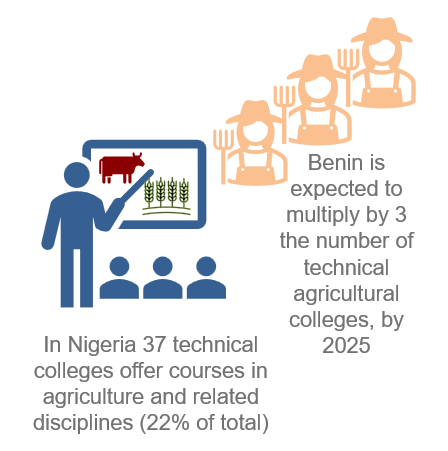 Benin is
expected to
multiply by 3
the number of
technical
agricultural
colleges, by
2025
In Nigeria 37 technical
colleges offer courses in
agriculture and related
disciplines (22% of total)